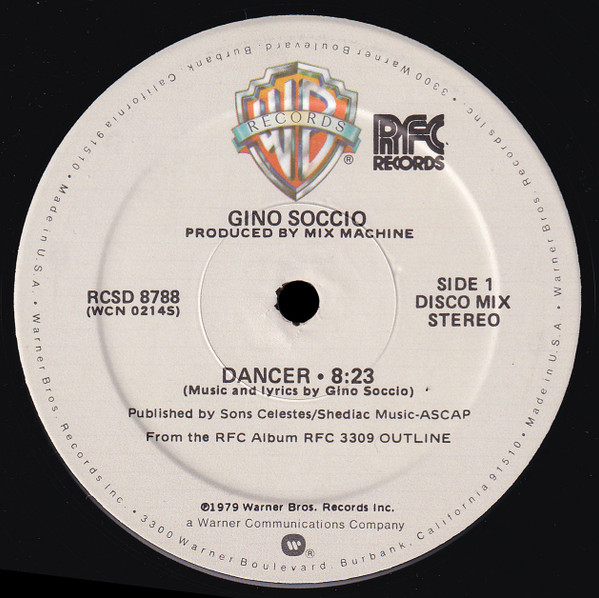 WB
RECORDS
®
RFC
RECORDS
GINO SOCCIO
PRODUCED BY MIX MACHINE
RCSD 8788
(WCN 0214S)
SIDE 1
DISCO MIX
STEREO
DANCER • 8:23
(Music and lyrics by Gino Soccio)
Published by Sons Celestes/Shediac Music-ASCAP
From the RFC Album RFC 3309 OUTLINE
℗1979 Warner Bros. Records Inc.
a Warner Communications Company
W ®
Warner Bros. Records Inc. • 3300 Warner Boulevard, Burbank, California 91510 • Made in U.S.A. • Warner Bros. Records Inc. • 3300 Warner Boulevard, Burbank, California 91510 • Made in U.S.A. •